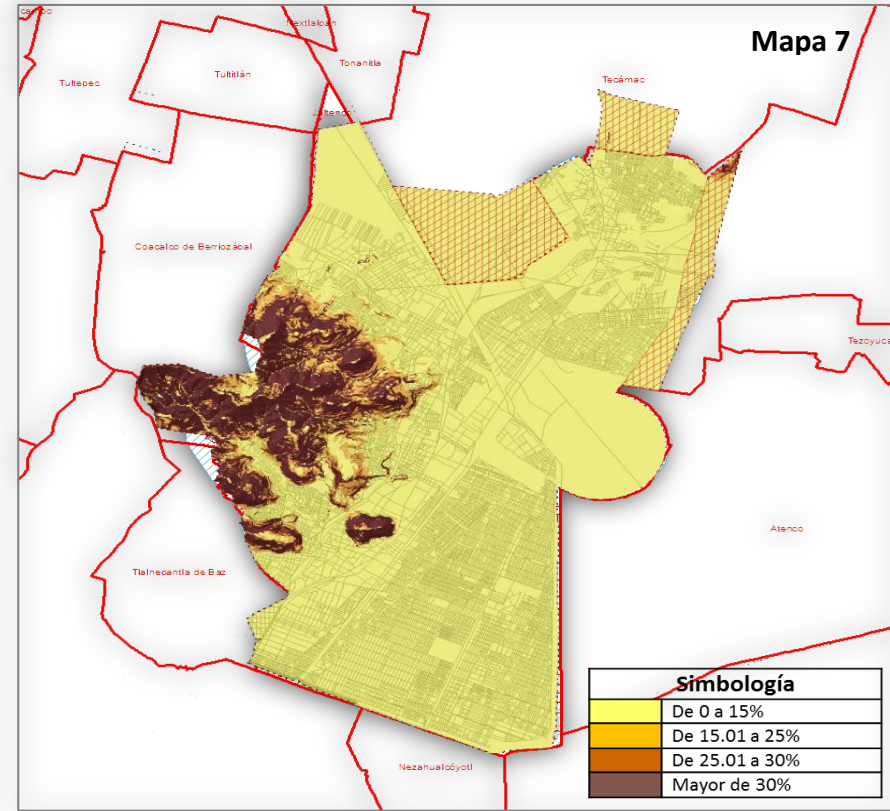 Mapa 7
Nextlalpan
Tonanitla
Tultitlán
Tultepec
Tecámac
Jaltenco
Coacalco de Berriozábal
Tezoyuca
Atenco
Tlalnepantla de Baz
Nezahualcóyotl
Simbología
De 0 a 15%
De 15.01 a 25%
De 25.01 a 30%
Mayor de 30%